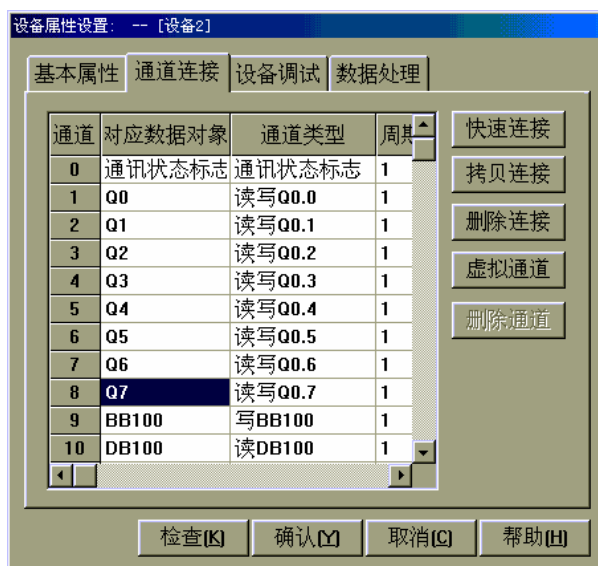 设备属性设置: -- [设备2]
基本属性 通道连接 设备调试 数据处理
通道 对应数据对象 通道类型 周期
0 通讯状态标志 通讯状态标志 1
1 Q0 读写Q0.0 1
2 Q1 读写Q0.1 1
3 Q2 读写Q0.2 1
4 Q3 读写Q0.3 1
5 Q4 读写Q0.4 1
6 Q5 读写Q0.5 1
7 Q6 读写Q0.6 1
8 Q7 读写Q0.7 1
9 BB100 写BB100 1
10 DB100 读DB100 1
快速连接
拷贝连接
删除连接
虚拟通道
删除通道
检查(K) 确认(Y) 取消(C) 帮助(H)